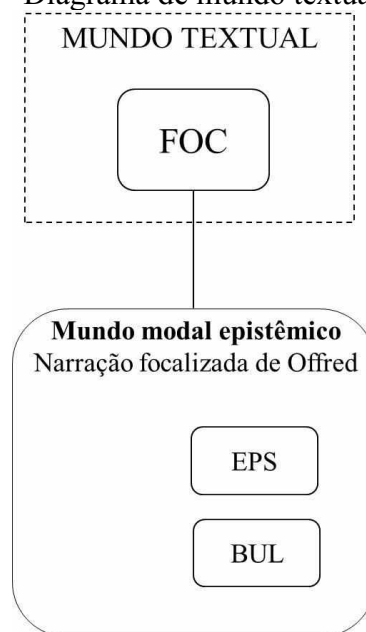 Diagrama de mundo textual
MUNDO TEXTUAL
FOC
Mundo modal epistêmico
Narração focalizada de Offred
EPS
BUL